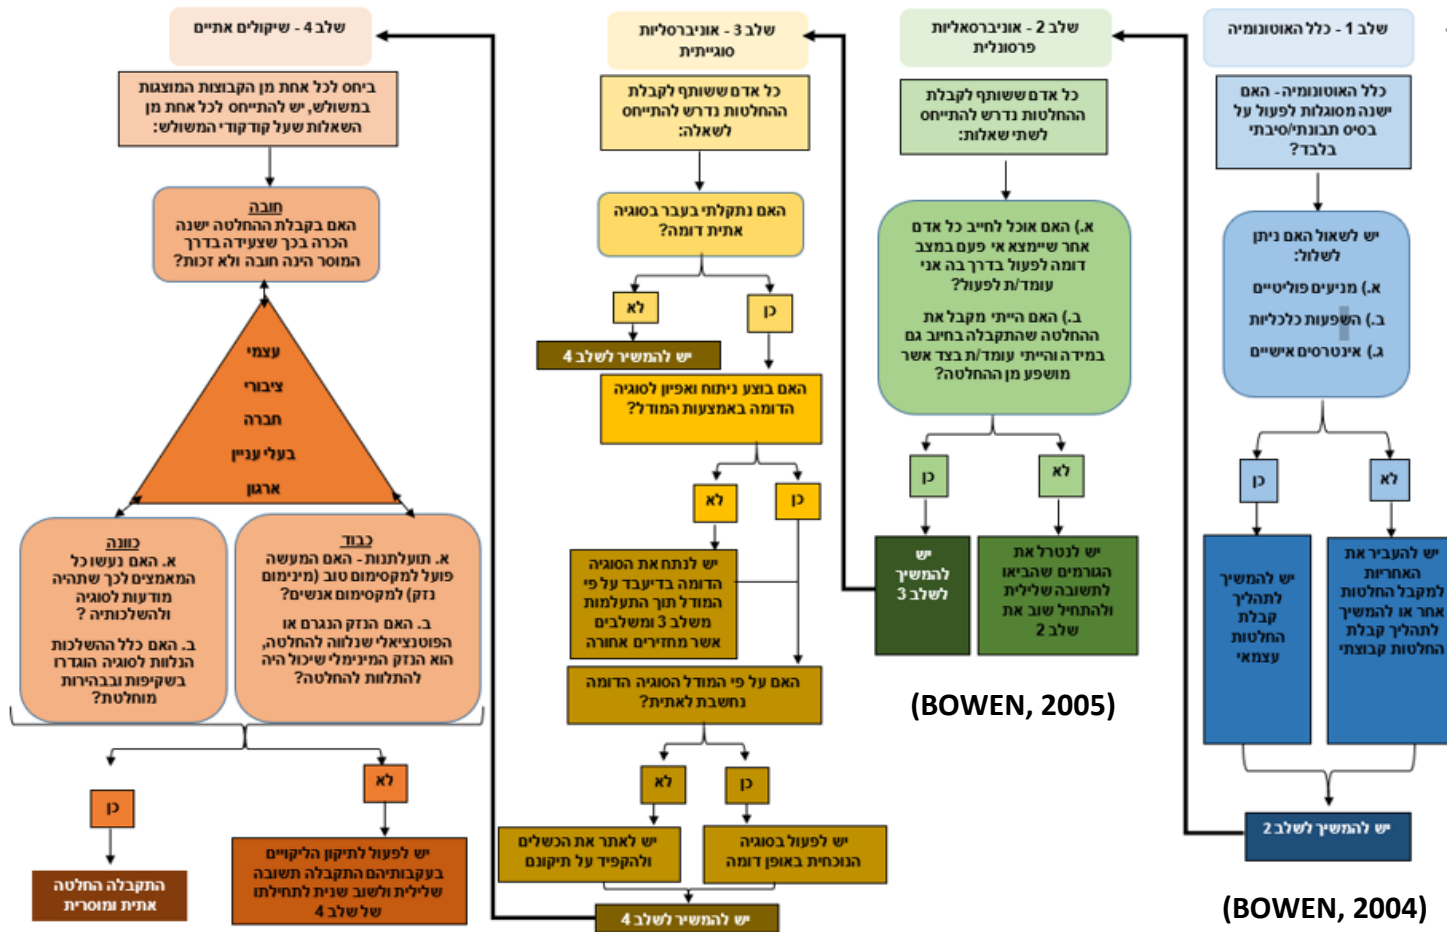 שלב 1 - כלל האוטונומיה
כלל האוטונומיה - האם
ישנה מסוגלות לפעול על
בסיס תבונתי/סיבתי
בלבד?
יש לשאול האם ניתן
לשלול:
א.) מניעים פוליטיים
ב.) השפעות כלכליות
ג.) אינטרסים אישיים
לא
כן
יש להעביר את
האחריות
למקבל החלטות
אחר או להמשיך
לתהליך קבלת
החלטות קבוצתי
יש להמשיך
לתהליך
קבלת
החלטות
עצמאי
יש להמשיך לשלב 2
(BOWEN, 2004)
שלב 2 - אוניברסאליות
פרסונלית
כל אדם ששותף לקבלת
ההחלטות נדרש להתייחס
לשתי שאלות:
א.) האם אוכל לחייב כל אדם
אחר שיימצא אי פעם במצב
דומה לפעול בדרך בה אני
עומד/ת לפעול?
ב.) האם הייתי מקבל את
ההחלטה שהתקבלה בחיוב גם
במידה והייתי עומד/ת בצד אשר
מושפע מן ההחלטה?
לא
כן
יש לנטרל את
הגורמים שהביאו
לתשובה שלילית
ולהתחיל שוב את
שלב 2
יש
להמשיך
לשלב 3
(BOWEN, 2005)
שלב 3 - אוניברסליות
סוגייתית
כל אדם ששותף לקבלת
ההחלטות נדרש להתייחס
לשאלה:
האם נתקלתי בעבר בסוגיה
אתית דומה?
כן
לא
יש להמשיך לשלב 4
האם בוצע ניתוח ואפיון לסוגיה
הדומה באמצעות המודל?
כן
לא
יש לנתח את הסוגיה
הדומה בדיעבד על פי
המודל תוך התעלמות
משלב 3 ומשלבים
אשר מחזירים אחורה
האם על פי המודל הסוגיה הדומה
נחשבת לאתית?
כן
לא
יש לפעול בסוגיה
הנוכחית באופן דומה
יש לאתר את הכשלים
ולהקפיד על תיקונם
יש להמשיך לשלב 4
שלב 4 - שיקולים אתיים
ביחס לכל אחת מן הקבוצות המוצגות
במשולש, יש להתייחס לכל אחת מן
השאלות שעל קודקודי המשולש:
חובה
האם בקבלת ההחלטה ישנה
הכרה בכך שצעידה בדרך
המוסר הינה חובה ולא זכות?
עצמי
ציבורי
חברה
בעלי עניין
ארגון
כבוד
א. תועלתנות - האם המעשה
פועל למקסימום טוב (מינימום
נזק) למקסימום אנשים?
ב. האם הנזק הנגרם או
הפוטנציאלי שנלווה להחלטה,
הוא הנזק המינימלי שיכול היה
להתלוות להחלטה?
כוונה
א. האם נעשו כל
המאמצים לכך שתהיה
מודעות לסוגיה
והשלכותיה ?
ב. האם כלל ההשלכות
הנלוות לסוגיה הוגדרו
בשקיפות ובבהירות
מוחלטת?
לא
כן
יש לפעול לתיקון הליקויים
בעקבותיהם התקבלה תשובה
שלילית ולשוב שנית לתחילתו
של שלב 4
התקבלה החלטה
אתית ומוסרית